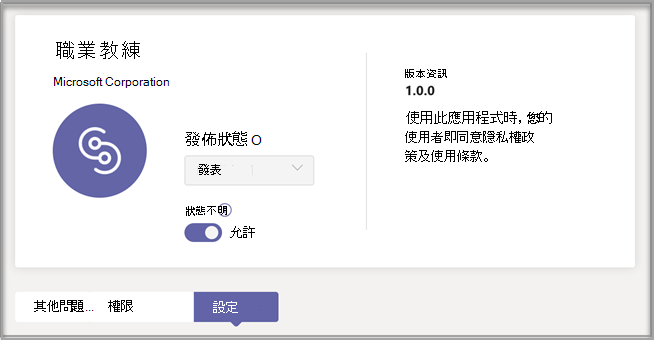 職業教練
Microsoft Corporation
發佈狀態 O
發表
狀態不明
允許
版本資訊
1.0.0
使用此應用程式時，您的
使用者即同意隱私權政
策及使用條款。
其他問題... 權限 設定